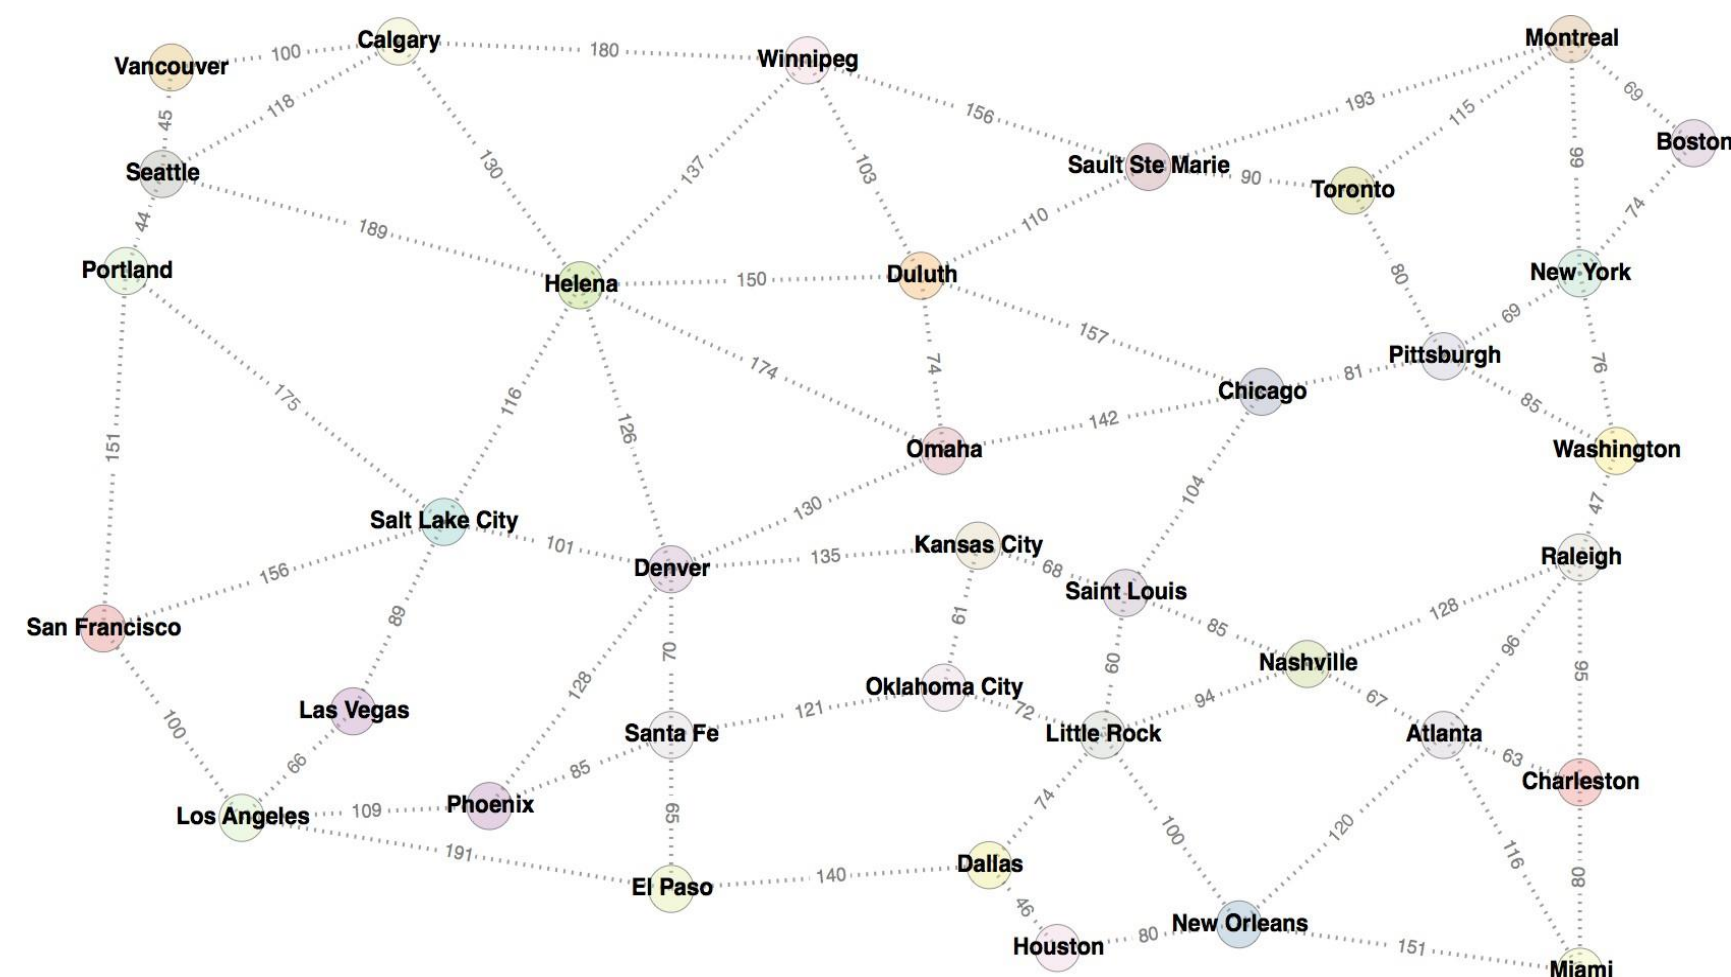 Vancouver
100
Calgary
180
Winnipeg
Montreal
45
118
130
137
103
156
193
115
69
Boston
Seattle
Sault Ste Marie
90
Toronto
99
74
44
189
110
Portland
Helena
150
Duluth
80
New York
69
175
174
74
157
Chicago
81
Pittsburgh
76
85
151
116
126
Omaha
142
Washington
104
47
Salt Lake City
101
130
Denver
135
Kansas City
68
Saint Louis
Raleigh
156
89
61
85
128
San Francisco
70
60
Nashville
96
95
128
Oklahoma City
94
67
Las Vegas
121
72
100
Santa Fe
Little Rock
Atlanta
63
Charleston
66
85
Los Angeles
109
Phoenix
65
74
100
120
116
80
191
El Paso
140
Dallas
46
Houston
80
New Orleans
151
Miami